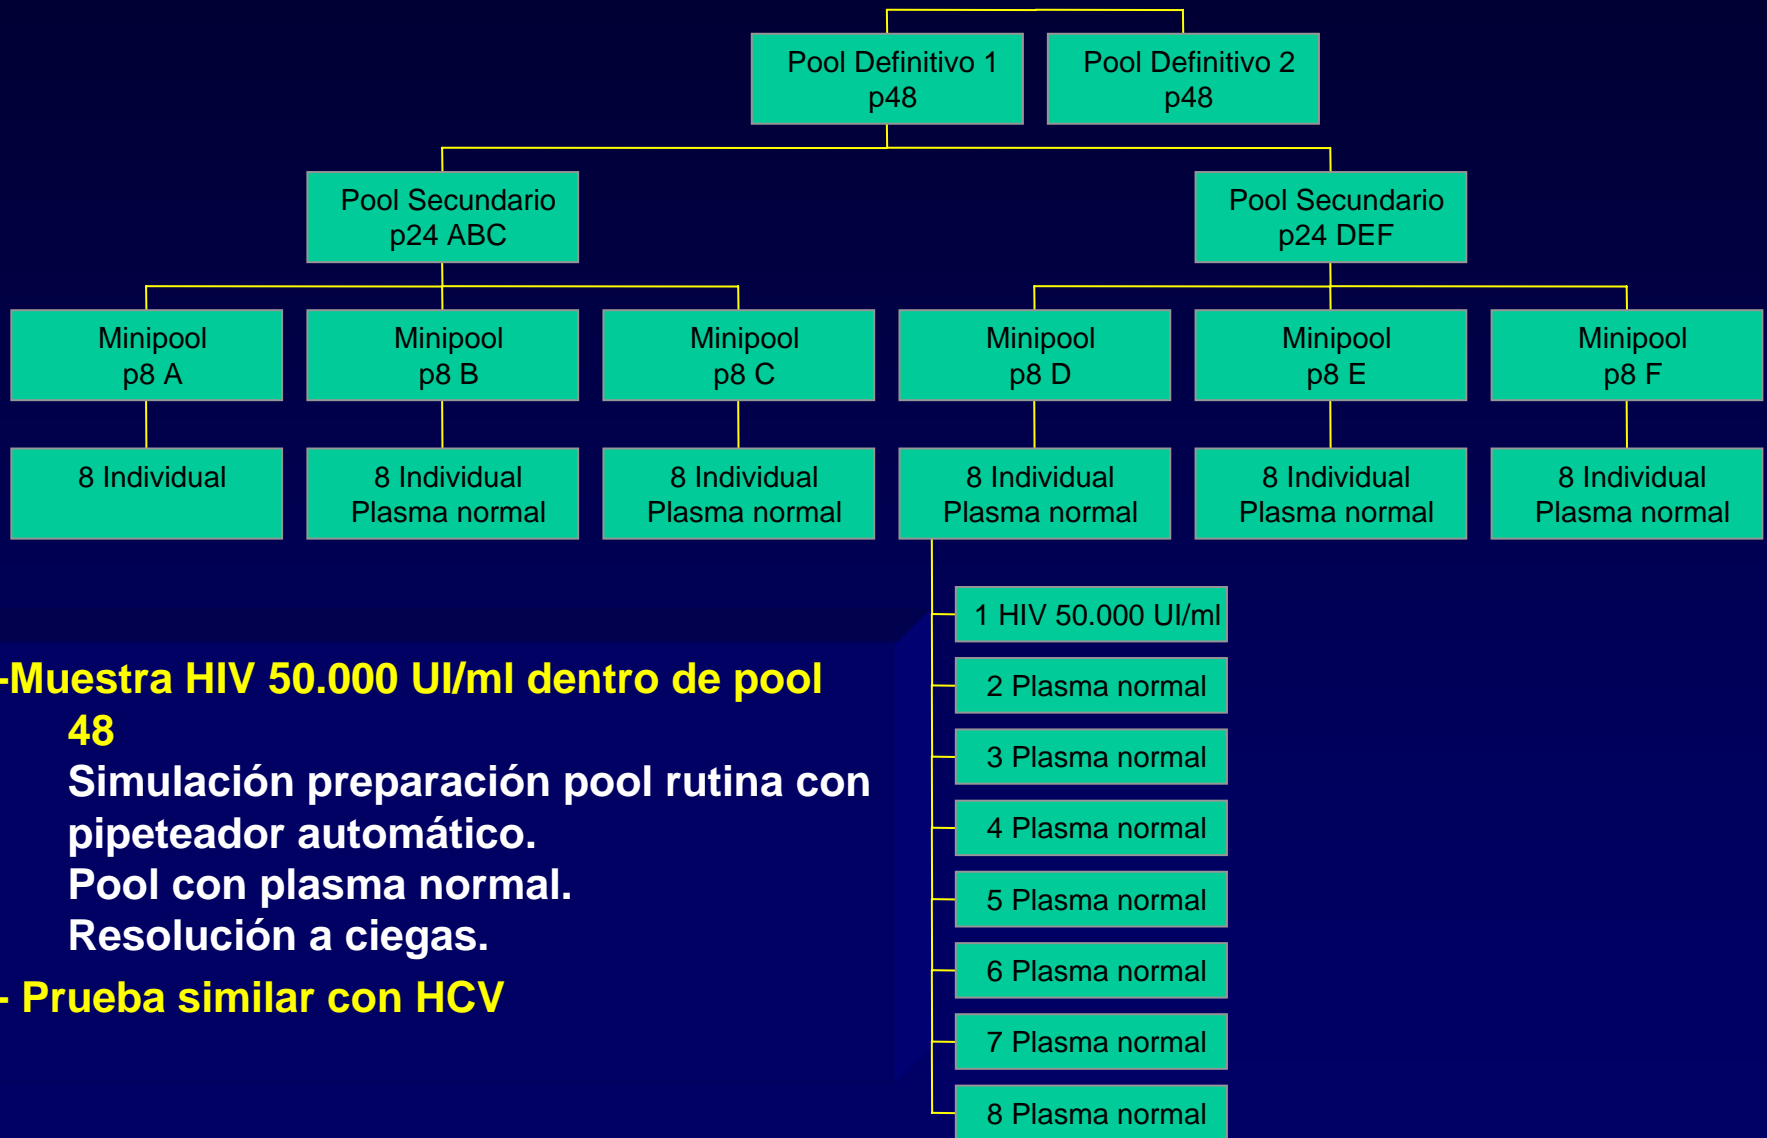 Pool Definitivo 1
p48
Pool Definitivo 2
p48
Pool Secundario
p24 ABC
Pool Secundario
p24 DEF
Minipool
p8 A
Minipool
p8 B
Minipool
p8 C
Minipool
p8 D
Minipool
p8 E
Minipool
p8 F
8 Individual
8 Individual
Plasma normal
8 Individual
Plasma normal
8 Individual
Plasma normal
8 Individual
Plasma normal
8 Individual
Plasma normal
1 HIV 50.000 UI/ml
2 Plasma normal
3 Plasma normal
4 Plasma normal
5 Plasma normal
6 Plasma normal
7 Plasma normal
8 Plasma normal
-Muestra HIV 50.000 UI/ml dentro de pool
48
Simulación preparación pool rutina con
pipeteador automático.
Pool con plasma normal.
Resolución a ciegas.
- Prueba similar con HCV